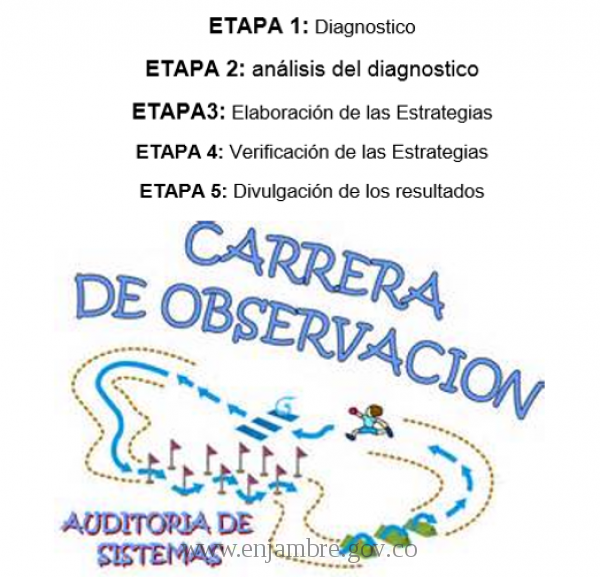 ETAPA 1: Diagnostico
ETAPA 2: análisis del diagnostico
ETAPA3: Elaboración de las Estrategias
ETAPA 4: Verificación de las Estrategias
ETAPA 5: Divulgación de los resultados
CARRERA
DE OBSERVACION
AUDITORIA DE
SISTEMAS
www.enjambre.gov.co